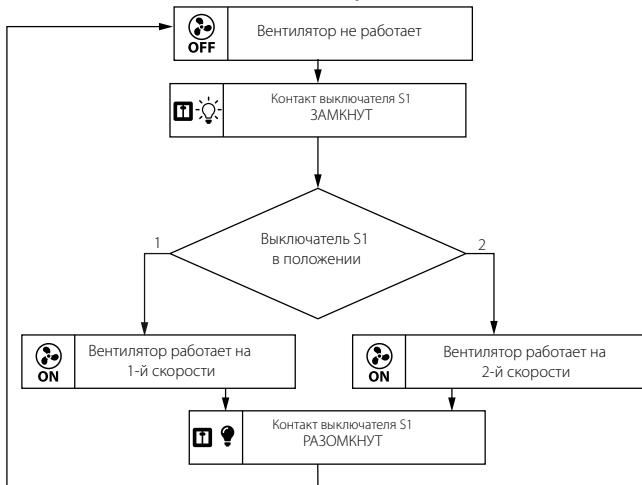 OFF
Вентилятор не работает
Контакт выключателя S1
ЗАМКНУТ
Выключатель S1
в положении
1
2
ON
Вентилятор работает на
1-й скорости
ON
Вентилятор работает на
2-й скорости
Контакт выключателя S1
РАЗОМКНУТ